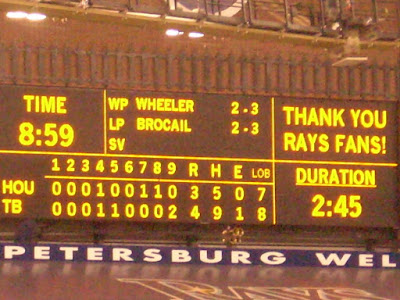 TIME
8:59
WP WHEELER 2-3
LP BROCAIL 2-3
SV
THANK YOU
RAYS FANS!
1 2 3 4 5 6 7 8 9 R H E LOB
HOU 0 0 0 1 0 0 1 1 0 3 5 0 7
TB 0 0 0 1 1 0 0 0 2 4 9 1 8
DURATION
2:45
PETERSBURG WEL